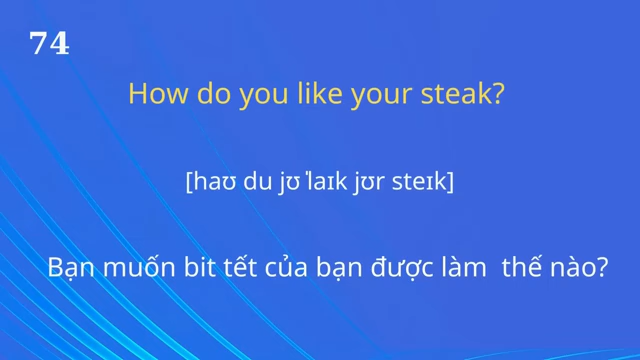 74
How do you like your steak?
[haʊ du jʊ ˈlaɪk jʊr steɪk]
Bạn muốn bit tết của bạn được làm  thế nào?